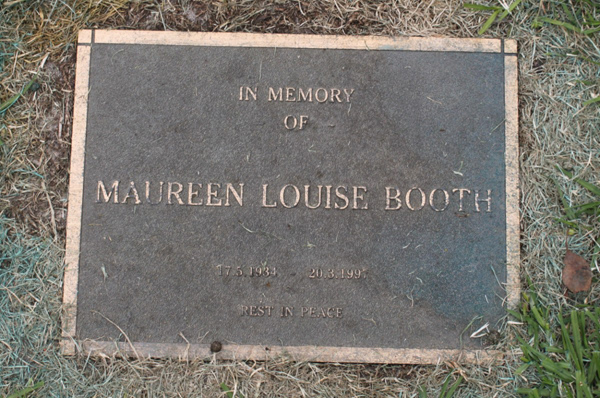 IN MEMORY
OF
MAUREEN LOUISE BOOTH
17.5.1934
REST IN PEACE